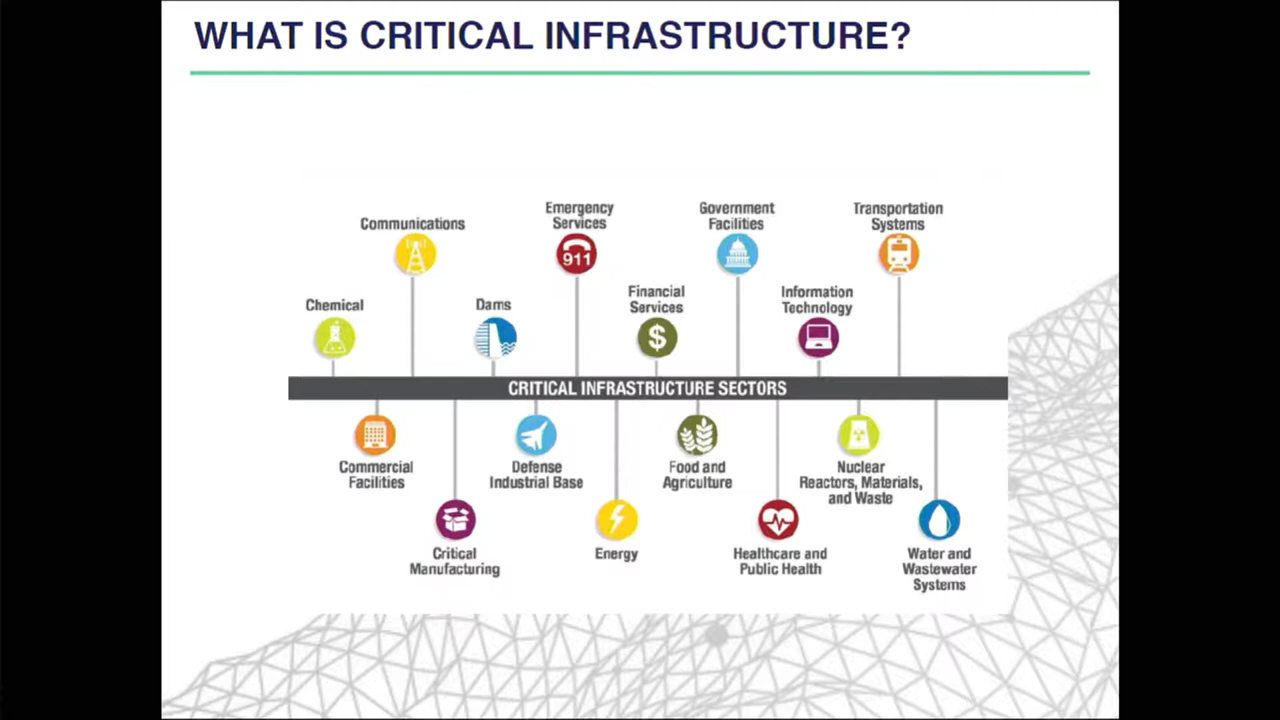 WHAT IS CRITICAL INFRASTRUCTURE?
Emergency
Services
Government
Facilities
Transportation
Systems
Communications
911
Financial
Services
Information
Technology
Chemical
Dams
$
CRITICAL INFRASTRUCTURE SECTORS
Commercial
Facilities
Defense
Industrial Base
Food and
Agriculture
Nuclear
Reactors, Materials,
and Waste
Critical
Manufacturing
Energy
Healthcare and
Public Health
Water and
Wastewater
Systems